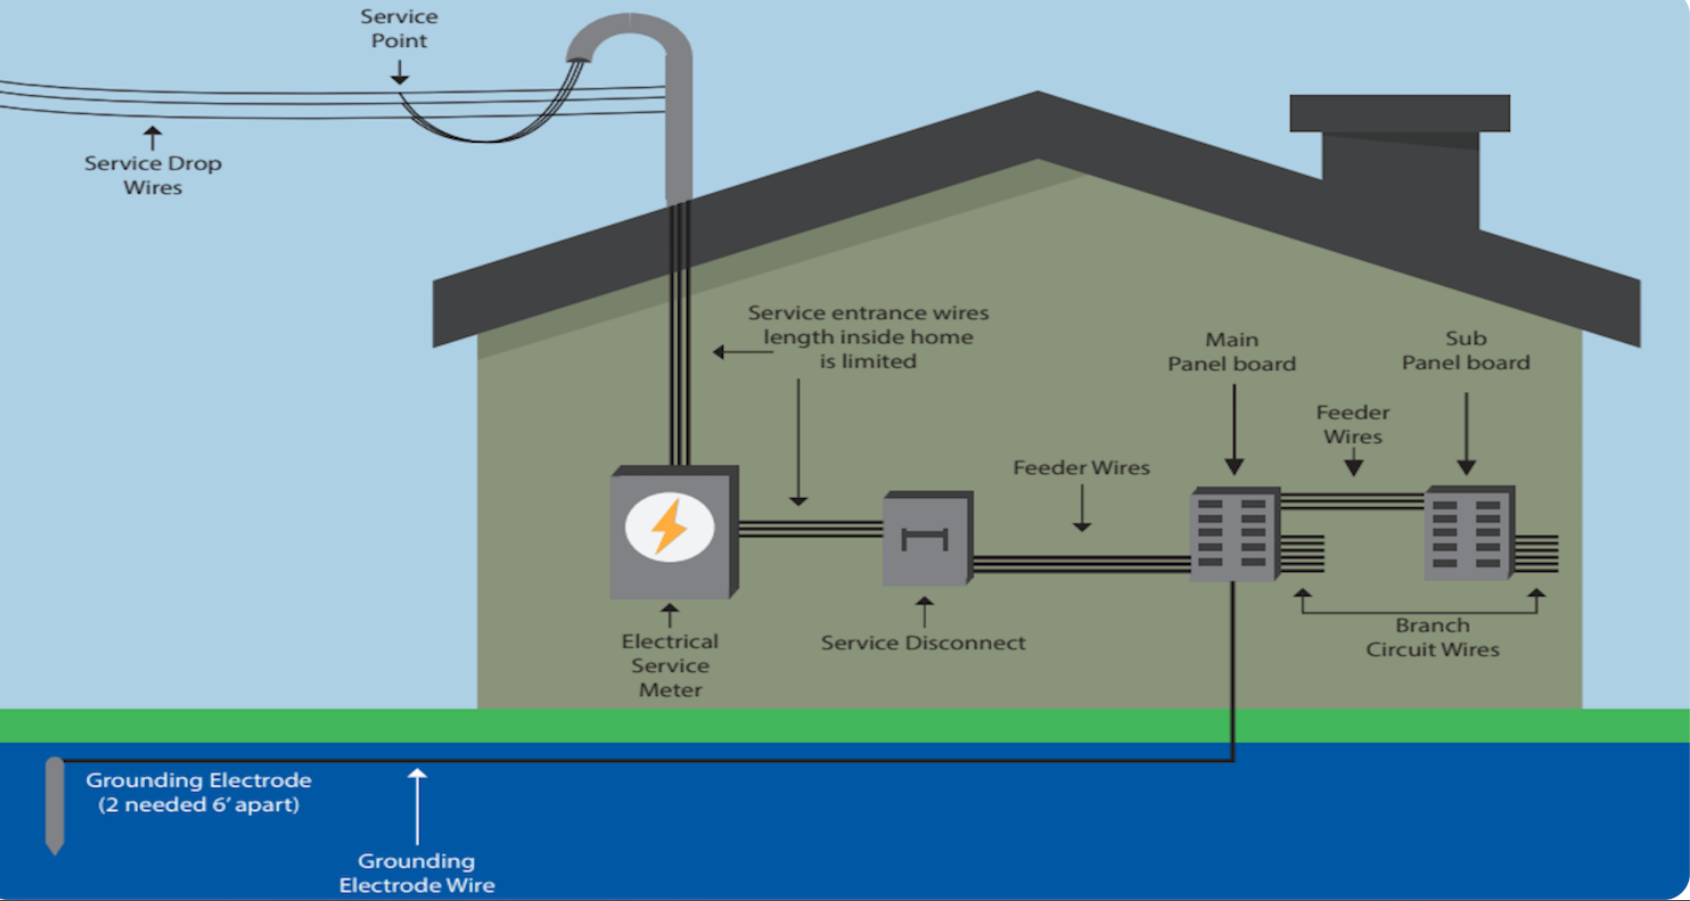 Service
Point
Service Drop
Wires
Service entrance wires
length inside home
is limited
Main
Panel board
Sub
Panel board
Feeder
Wires
Feeder Wires
Electrical
Service
Meter
Service Disconnect
Branch
Circuit Wires
Grounding Electrode
(2 needed 6' apart)
Grounding
Electrode Wire